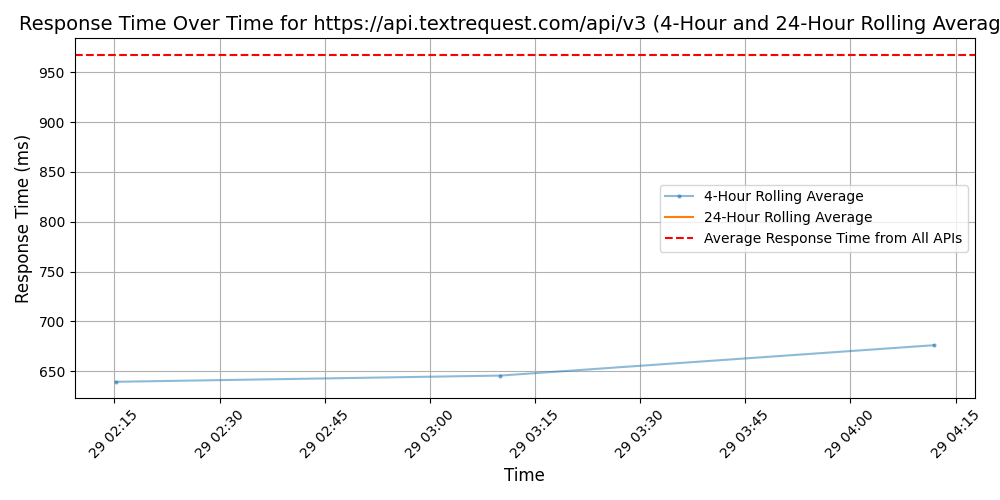 Response Time Over Time for https://api.textrequest.com/api/v3 (4-Hour and 24-Hour Rolling Averag
950
900
850
800
750
700
650
Response Time (ms)
4-Hour Rolling Average
24-Hour Rolling Average
Average Response Time from All APIs
29 02:15
29 02:30
29 02:45
29 03:00
29 03:15
29 03:30
29 03:45
29 04:00
29 04:15
Time